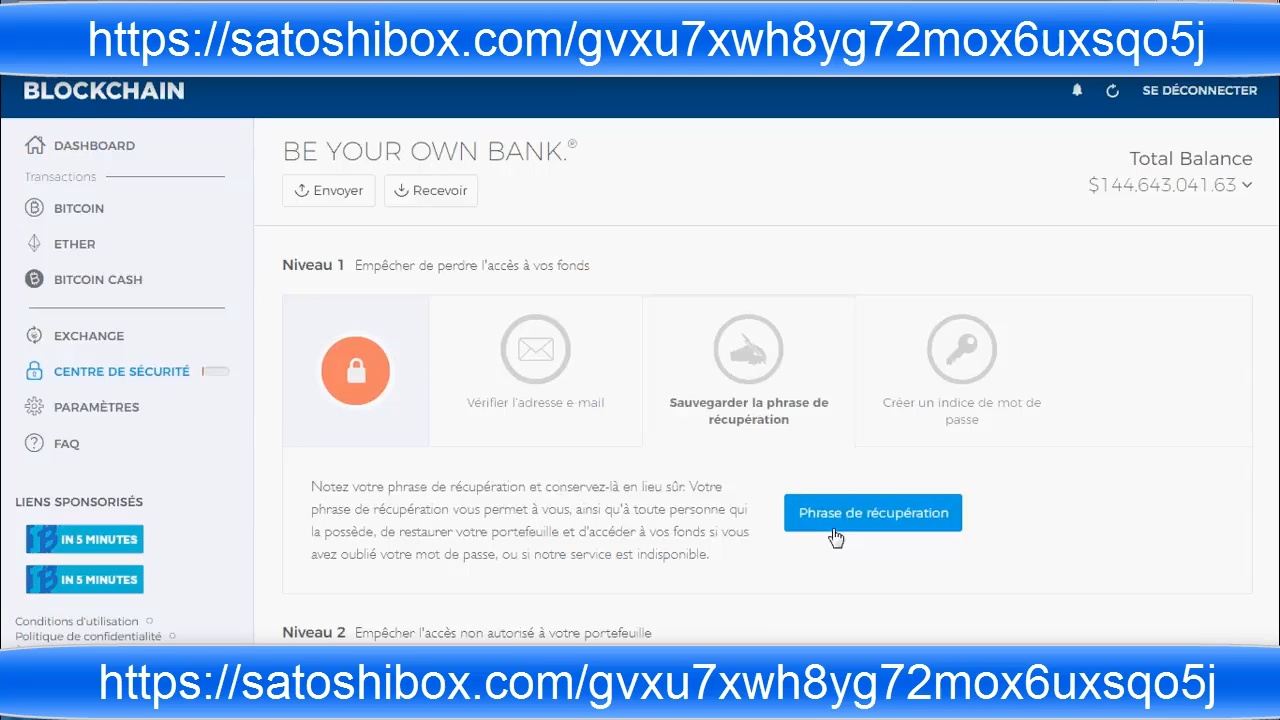 https://satoshibox.com/gvxu7xwh8yg72mox6uxsqo5j
BLOCKCHAIN
SE DÉCONNECTER
DASHBOARD
Transactions
BITCOIN
ETHER
BITCOIN CASH
EXCHANGE
CENTRE DE SÉCURITÉ
PARAMÈTRES
FAQ
LIENS SPONSORISÉS
IN 5 MINUTES
IN 5 MINUTES
Conditions d'utilisation
Politique de confidentialité
BE YOUR OWN BANK.®
Envoyer
Recevoir
Total Balance
$144,643,041.63
Niveau 1 Empêcher de perdre l'accès à vos fonds
Vérifier l'adresse e-mail
Sauvegarder la phrase de
récupération
Créer un indice de mot de
passe
Notez votre phrase de récupération et conservez-là en lieu sûr. Votre
phrase de récupération vous permet à vous, ainsi qu'à toute personne qui
la possède, de restaurer votre portefeuille et d'accéder à vos fonds si vous
avez oublié votre mot de passe, ou si notre service est indisponible.
Phrase de récupération
Niveau 2 Empêcher l'accès non autorisé à votre portefeuille
https://satoshibox.com/gvxu7xwh8yg72mox6uxsqo5j